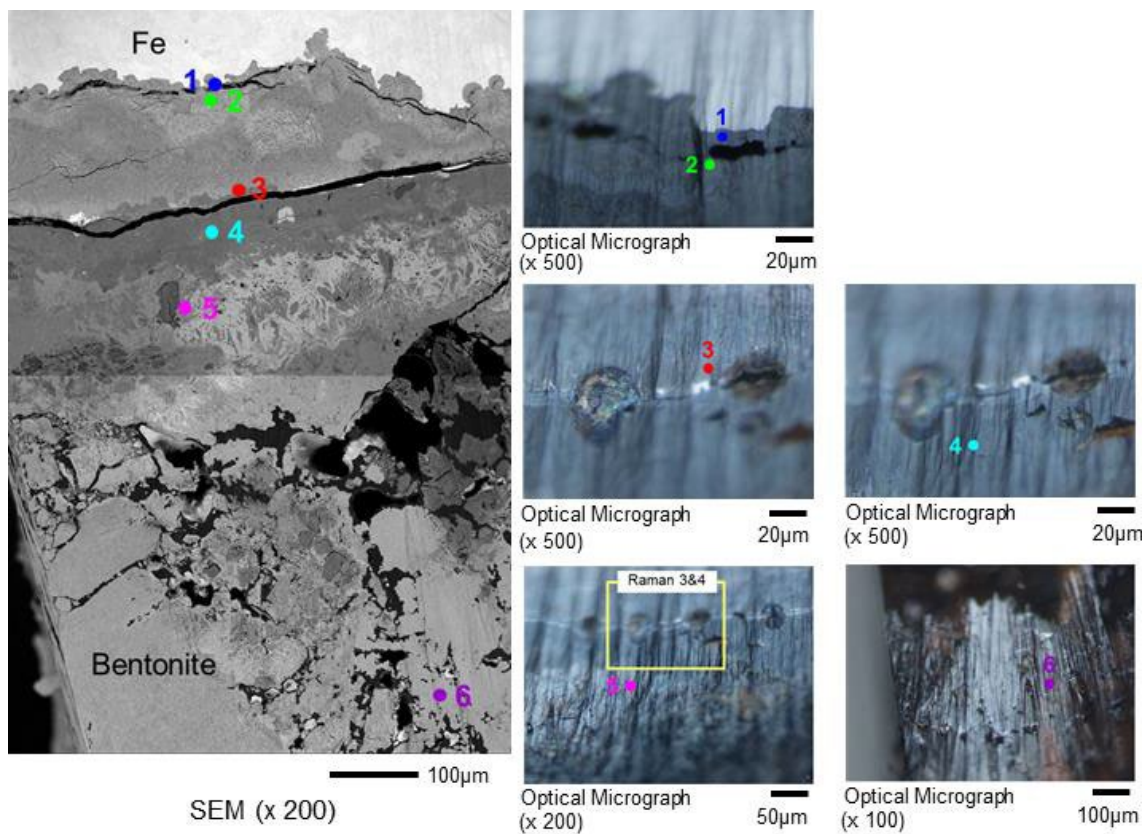 Fe
1
2
3
4
5
Bentonite
6
100µm
SEM (x 200)
1
2
Optical Micrograph
(x 500)
20µm
3
Optical Micrograph
(x 500)
20µm
4
Optical Micrograph
(x 500)
20µm
Raman 3&4
5
Optical Micrograph
(x 200)
50µm
6
Optical Micrograph
(x 100)
100µm